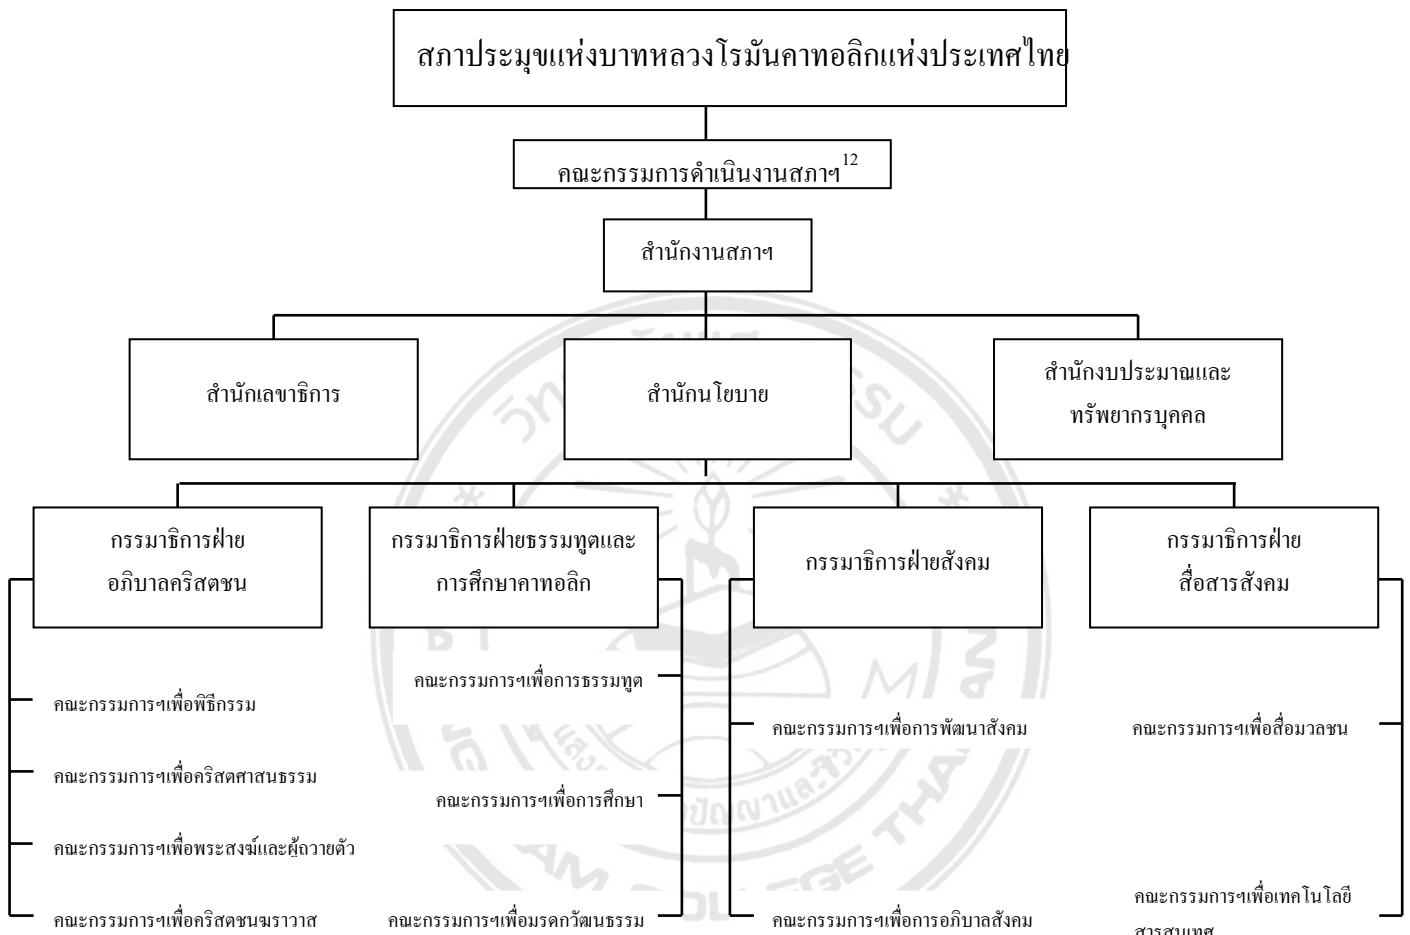 สภาประมุขแห่งบาทหลวงโรมันคาทอลิกแห่งประเทศไทย
คณะกรรมการดำเนินงานสภาฯ12
สำนักงานสภาฯ
สำนักเลขาธิการ
สำนักนโยบาย
สำนักงบประมาณและ
ทรัพยากรบุคคล
กรรมาธิการฝ่าย
อภิบาลคริสตชน
กรรมาธิการฝ่ายธรรมทูตและ
การศึกษาคาทอลิก
กรรมาธิการฝ่ายสังคม
กรรมาธิการฝ่าย
สื่อสารสังคม
คณะกรรมการฯเพื่อพิธีกรรม
คณะกรรมการฯเพื่อคริสตศาสนธรรม
คณะกรรมการฯเพื่อพระสงฆ์และผู้ถวายตัว
คณะกรรมการฯเพื่อคริสตชนฆราวาส
คณะกรรมการฯเพื่อการธรรมทูต
คณะกรรมการฯเพื่อการศึกษา
คณะกรรมการฯเพื่อมรดกวัฒนธรรม
คณะกรรมการฯเพื่อการพัฒนาสังคม
คณะกรรมการฯเพื่อการอภิบาลสังคม
คณะกรรมการฯเพื่อสื่อมวลชน
คณะกรรมการฯเพื่อเทคโนโลยี
สารสนเทศ
COLLEGE